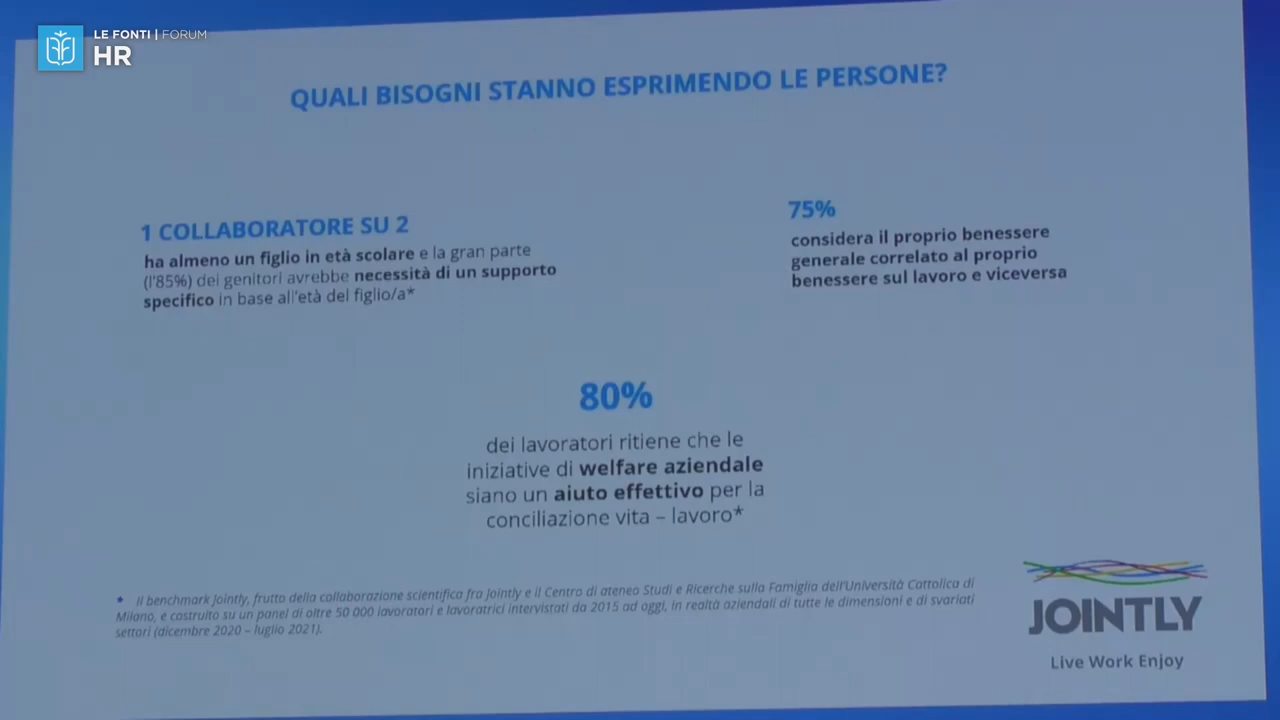 LE FONTI | FORUM
HR
QUALI BISOGNI STANNO ESPRIMENDO LE PERSONE?
1 COLLABORATORE SU 2
ha almeno un figlio in età scolare e la gran parte
(l'85%) dei genitori avrebbe necessità di un supporto
specifico in base all'età del figlio/a*
75%
considera il proprio benessere
generale correlato al proprio
benessere sul lavoro e viceversa
80%
dei lavoratori ritiene che le
iniziative di welfare aziendale
siano un aiuto effettivo per la
conciliazione vita – lavoro*
* Il benchmark Jointly, frutto della collaborazione scientifica fra Jointly e il Centro di ateneo Studi e Ricerche sulla Famiglia dell'Università Cattolica di
Milano, è costruito su un panel di oltre 50 000 lavoratori e lavoratrici intervistati da 2015 ad oggi, in realtà aziendali di tutte le dimensioni e di svariati
settori (dicembre 2020 – luglio 2021).
JOINTLY
Live Work Enjoy